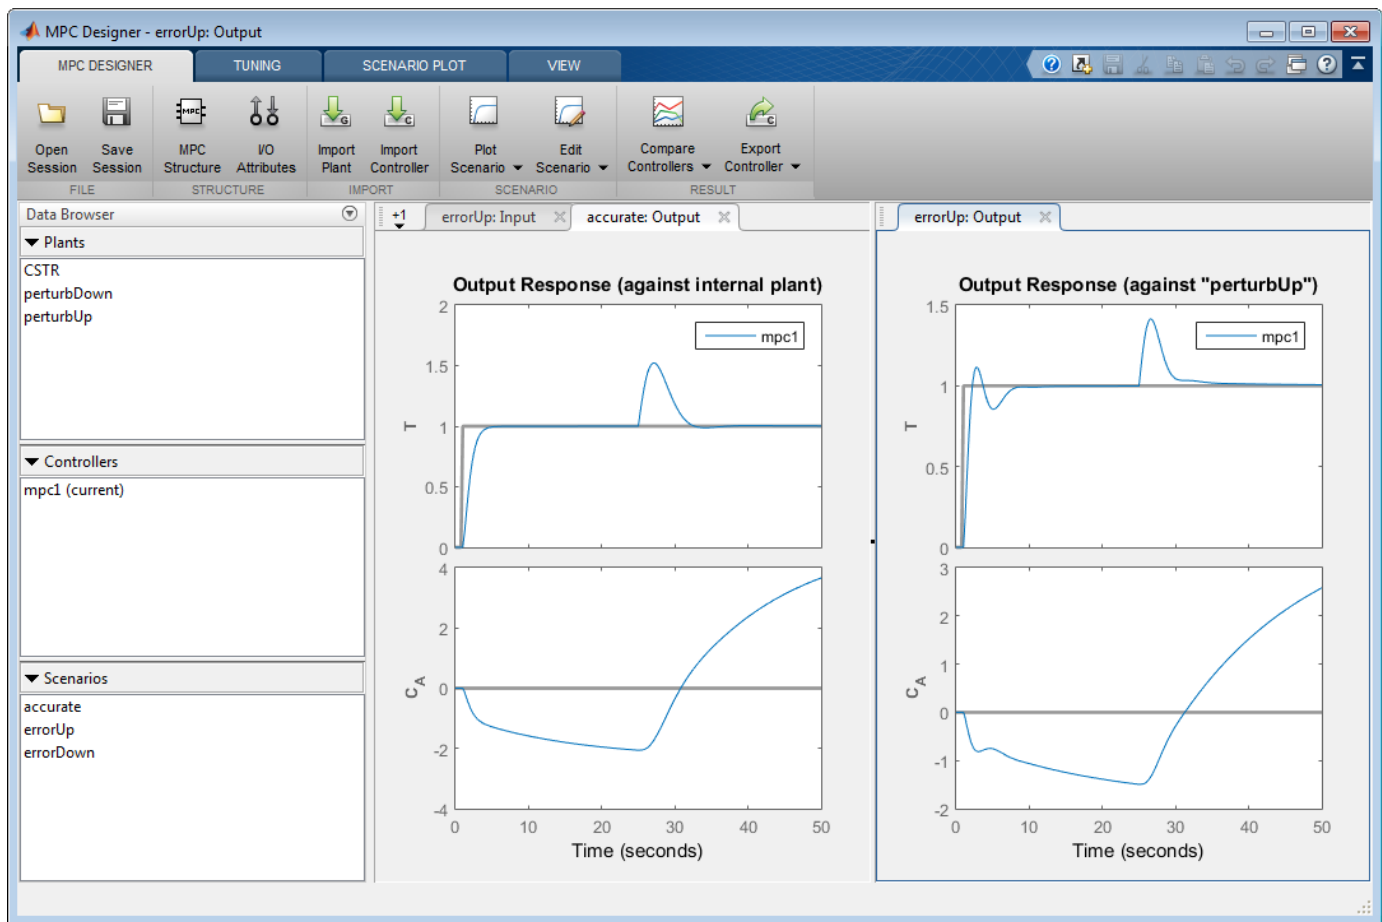 MPC Designer - errorUp: Output
MPC DESIGNER TUNING SCENARIO PLOT VIEW
MPC G C C
Open Session
Save Session
MPC Structure
I/O Attributes
Import Plant
Import Controller
Plot Scenario
Edit Scenario
Compare Controllers
Export Controller
FILE STRUCTURE IMPORT SCENARIO RESULT
Data Browser
Plants
CSTR
perturbDown
perturbUp
Controllers
mpc1 (current)
Scenarios
accurate
errorUp
errorDown
+1 errorUp: Input accurate: Output
Output Response (against internal plant)
mpc1
2
1.5
1
0.5
0
T
4
2
0
-2
-4
C_A
0 10 20 30 40 50
Time (seconds)
errorUp: Output
Output Response (against "perturbUp")
mpc1
1.5
1
0.5
0
T
3
2
1
0
-1
-2
C_A
0 10 20 30 40 50
Time (seconds)